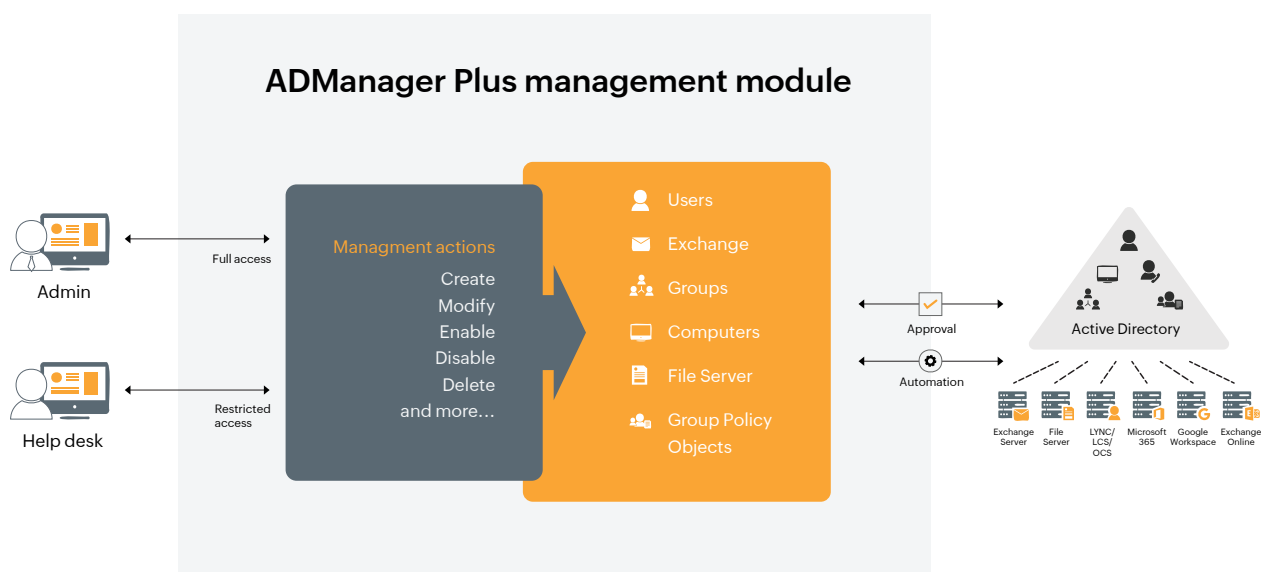 ADManager Plus management module
Admin
Full access
Help desk
Restricted
access
Managment actions
Create
Modify
Enable
Disable
Delete
and more...
Users
Exchange
Groups
Computers
File Server
Group Policy
Objects
Approval
Automation
Active Directory
Exchange
Server
File
Server
LYNC/
LCS/
OCS
Microsoft
365
Google
Workspace
Exchange
Online